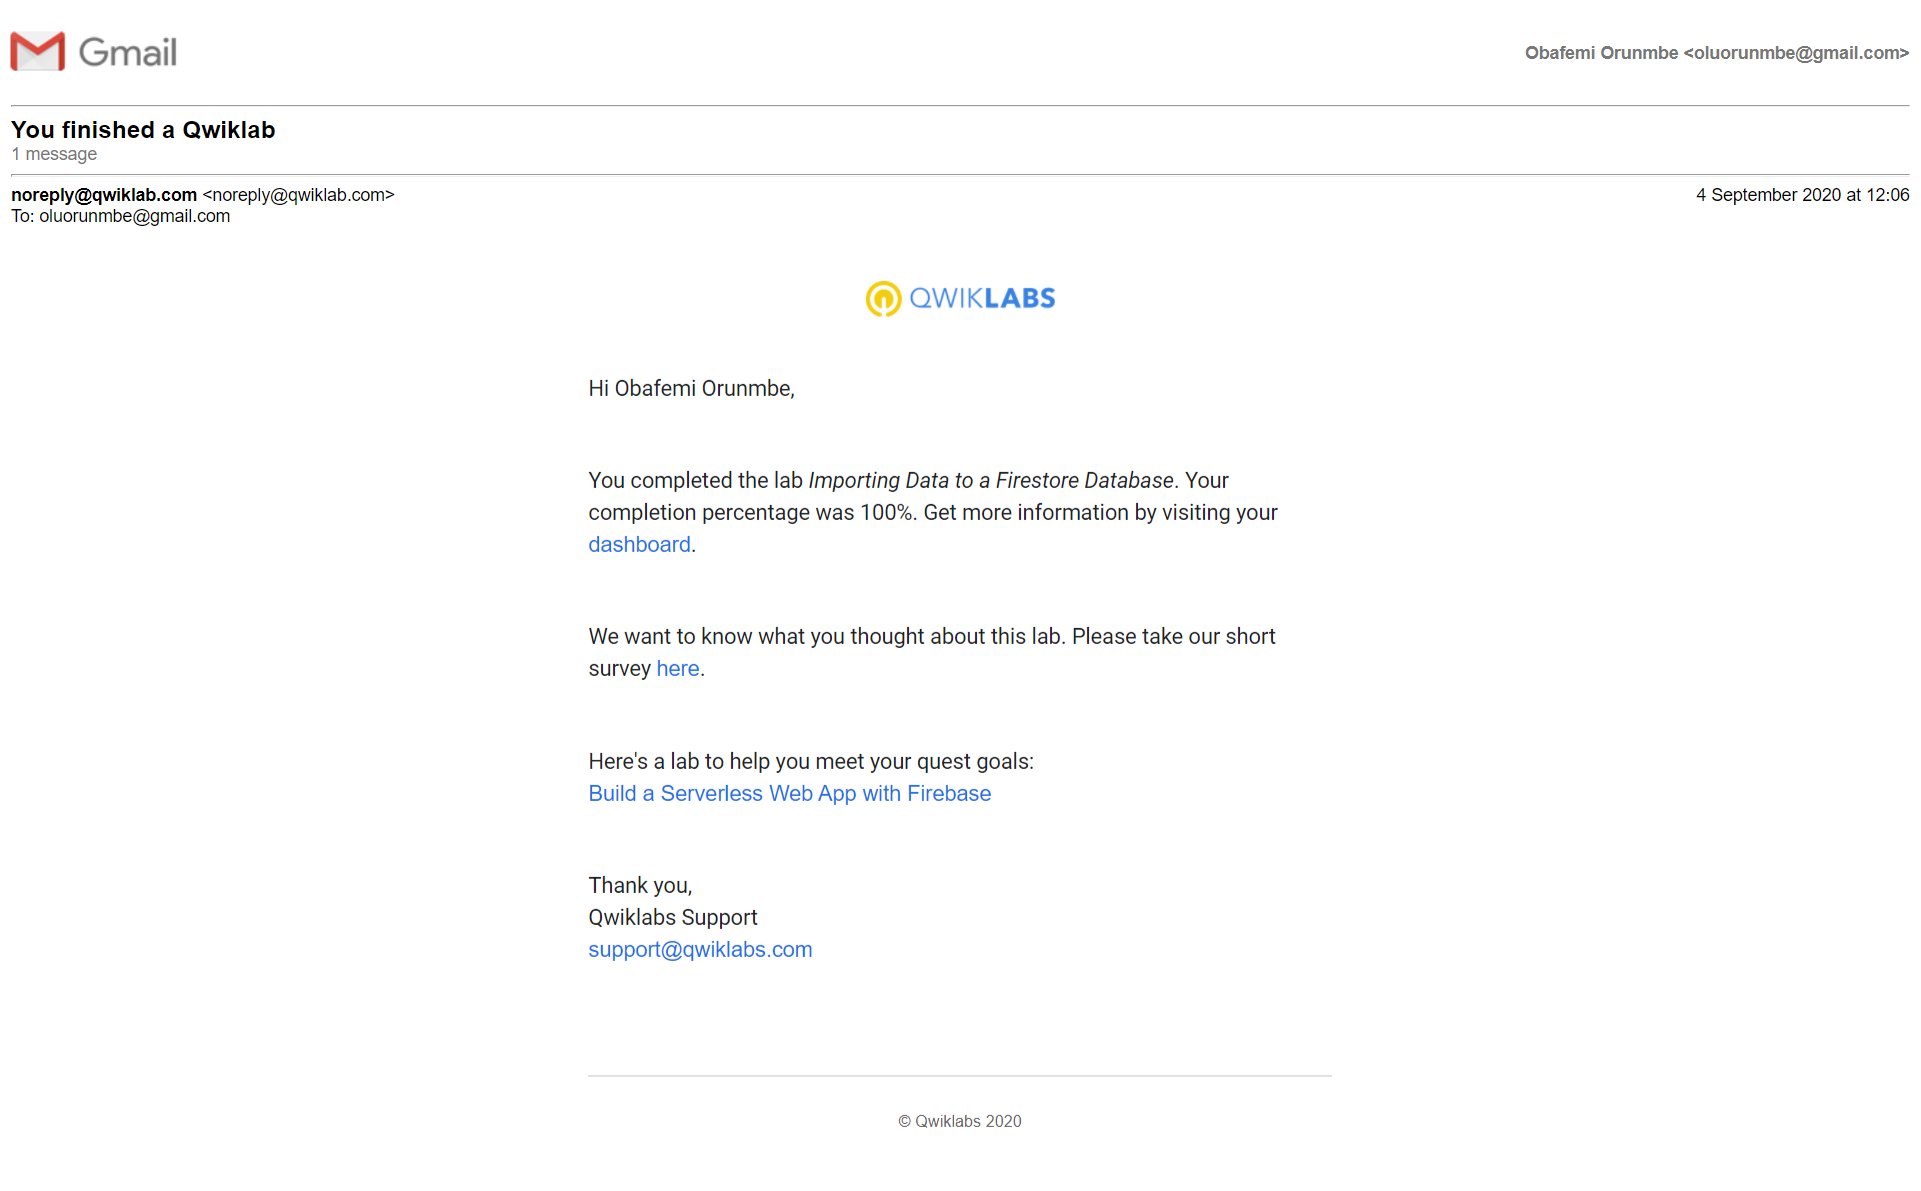 Gmail
Obafemi Orunmbe <oluorunmbe@gmail.com>
You finished a Qwiklab
1 message
noreply@qwiklab.com <noreply@qwiklab.com>
4 September 2020 at 12:06
To: oluorunmbe@gmail.com
QWIKLABS
Hi Obafemi Orunmbe,
You completed the lab Importing Data to a Firestore Database. Your
completion percentage was 100%. Get more information by visiting your
dashboard.
We want to know what you thought about this lab. Please take our short
survey here.
Here's a lab to help you meet your quest goals:
Build a Serverless Web App with Firebase
Thank you,
Qwiklabs Support
support@qwiklabs.com
© Qwiklabs 2020